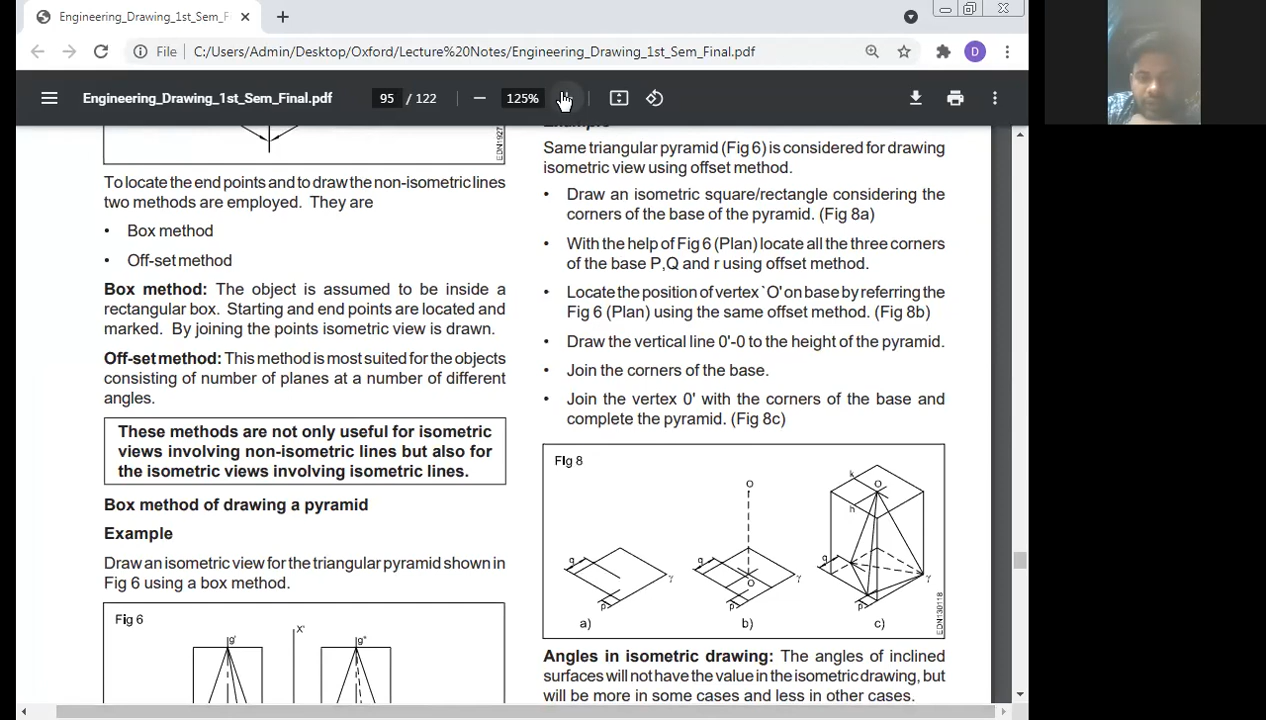 Engineering_Drawing_1st_Sem_Fin
File
C:/Users/Admin/Desktop/Oxford/Lecture%20Notes/Engineering_Drawing_1st_Sem_Final.pdf
D
Engineering_Drawing_1st_Sem_Final.pdf
95 / 122
125%
EDN1927
To locate the end points and to draw the non-isometric lines
two methods are employed. They are
• Box method
• Off-set method
Box method: The object is assumed to be inside a
rectangular box. Starting and end points are located and
marked. By joining the points isometric view is drawn.
Off-set method: This method is most suited for the objects
consisting of number of planes at a number of different
angles.
These methods are not only useful for isometric
views involving non-isometric lines but also for
the isometric views involving isometric lines.
Box method of drawing a pyramid
Example
Draw an isometric view for the triangular pyramid shown in
Fig 6 using a box method.
Fig 6
g' X' g"
Example
Same triangular pyramid (Fig 6) is considered for drawing
isometric view using offset method.
• Draw an isometric square/rectangle considering the
corners of the base of the pyramid. (Fig 8a)
• With the help of Fig 6 (Plan) locate all the three corners
of the base P,Q and r using offset method.
• Locate the position of vertex `O' on base by referring the
Fig 6 (Plan) using the same offset method. (Fig 8b)
• Draw the vertical line 0'-0 to the height of the pyramid.
• Join the corners of the base.
• Join the vertex 0' with the corners of the base and
complete the pyramid. (Fig 8c)
Fig 8
q γ p a)
O q γ O p b)
k O h q γ p c)
EDN130118
Angles in isometric drawing: The angles of inclined
surfaces will not have the value in the isometric drawing, but
will be more in some cases and less in other cases.